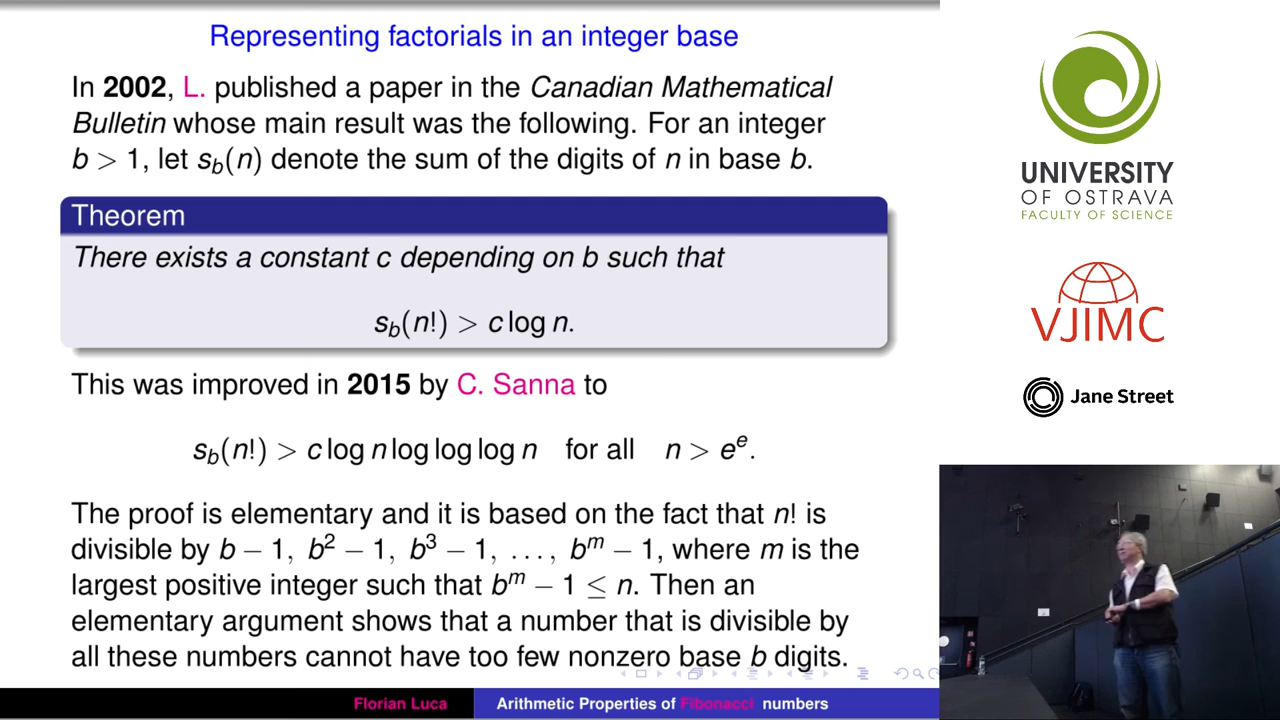 Representing factorials in an integer base
In 2002, L. published a paper in the Canadian Mathematical
Bulletin whose main result was the following. For an integer
b > 1, let s_b(n) denote the sum of the digits of n in base b.
Theorem
There exists a constant c depending on b such that
s_b(n!) > c log n.
This was improved in 2015 by C. Sanna to
s_b(n!) > c log n log log log n for all n > e^e.
The proof is elementary and it is based on the fact that n! is
divisible by b − 1, b² − 1, b³ − 1, …, b^m − 1, where m is the
largest positive integer such that b^m − 1 ≤ n. Then an
elementary argument shows that a number that is divisible by
all these numbers cannot have too few nonzero base b digits.
Florian Luca
Arithmetic Properties of Fibonacci numbers
UNIVERSITY
OF OSTRAVA
FACULTY OF SCIENCE
VJIMC
Jane Street